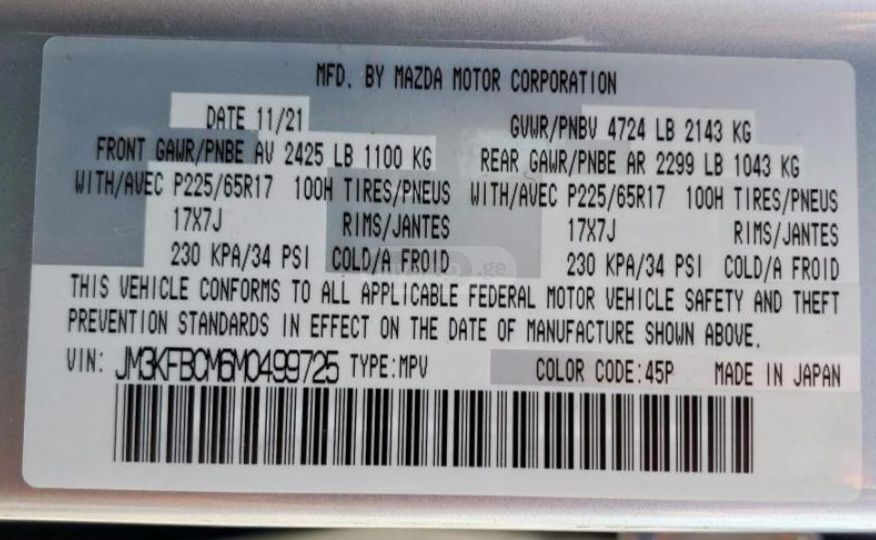 MFD. BY MAZDA MOTOR CORPORATION
DATE 11/21 GVWR/PNBV 4724 LB 2143 KG
FRONT GAWR/PNBE AV 2425 LB 1100 KG REAR GAWR/PNBE AR 2299 LB 1043 KG
WITH/AVEC P225/65R17 100H TIRES/PNEUS WITH/AVEC P225/65R17 100H TIRES/PNEUS
17X7J RIMS/JANTES 17X7J RIMS/JANTES
230 KPA/34 PSI COLD/A FROID 230 KPA/34 PSI COLD/A FROID
THIS VEHICLE CONFORMS TO ALL APPLICABLE FEDERAL MOTOR VEHICLE SAFETY AND THEFT
PREVENTION STANDARDS IN EFFECT ON THE DATE OF MANUFACTURE SHOWN ABOVE.
VIN: JM3KFBCM6M0499725 TYPE:MPV COLOR CODE:45P MADE IN JAPAN